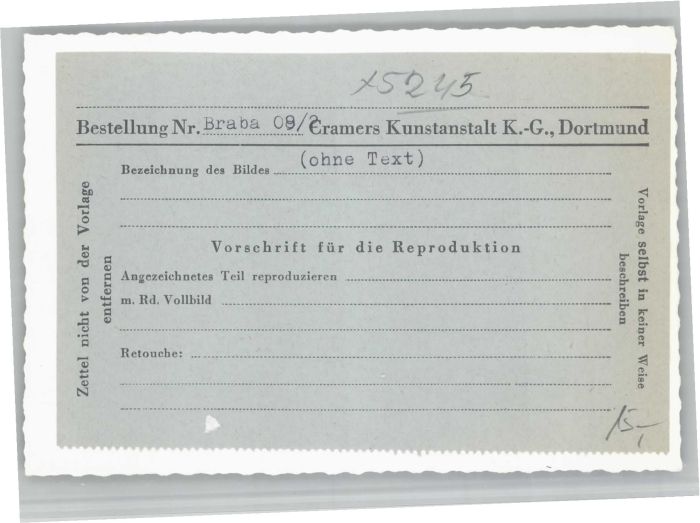 x5245
Bestellung Nr. Braba 09/2 Cramers Kunstanstalt K.-G., Dortmund
Bezeichnung des Bildes (ohne Text)
Vorschrift für die Reproduktion
Angezeichnetes Teil reproduzieren
m. Rd. Vollbild
Retouche:
Zettel nicht von der Vorlage
entfernen
Vorlage selbst in keiner Weise
beschreiben
15,-